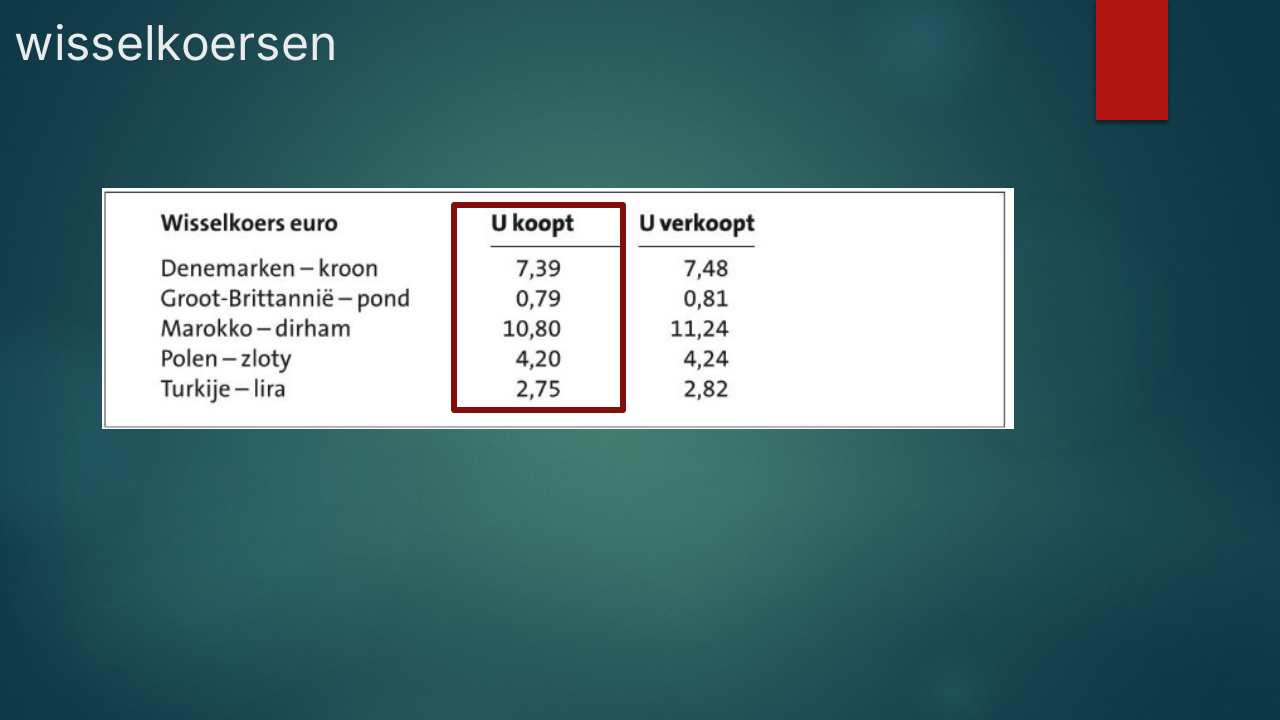 wisselkoersen
Wisselkoers euro U koopt U verkoopt
Denemarken – kroon 7,39 7,48
Groot-Brittannië – pond 0,79 0,81
Marokko – dirham 10,80 11,24
Polen – zloty 4,20 4,24
Turkije – lira 2,75 2,82